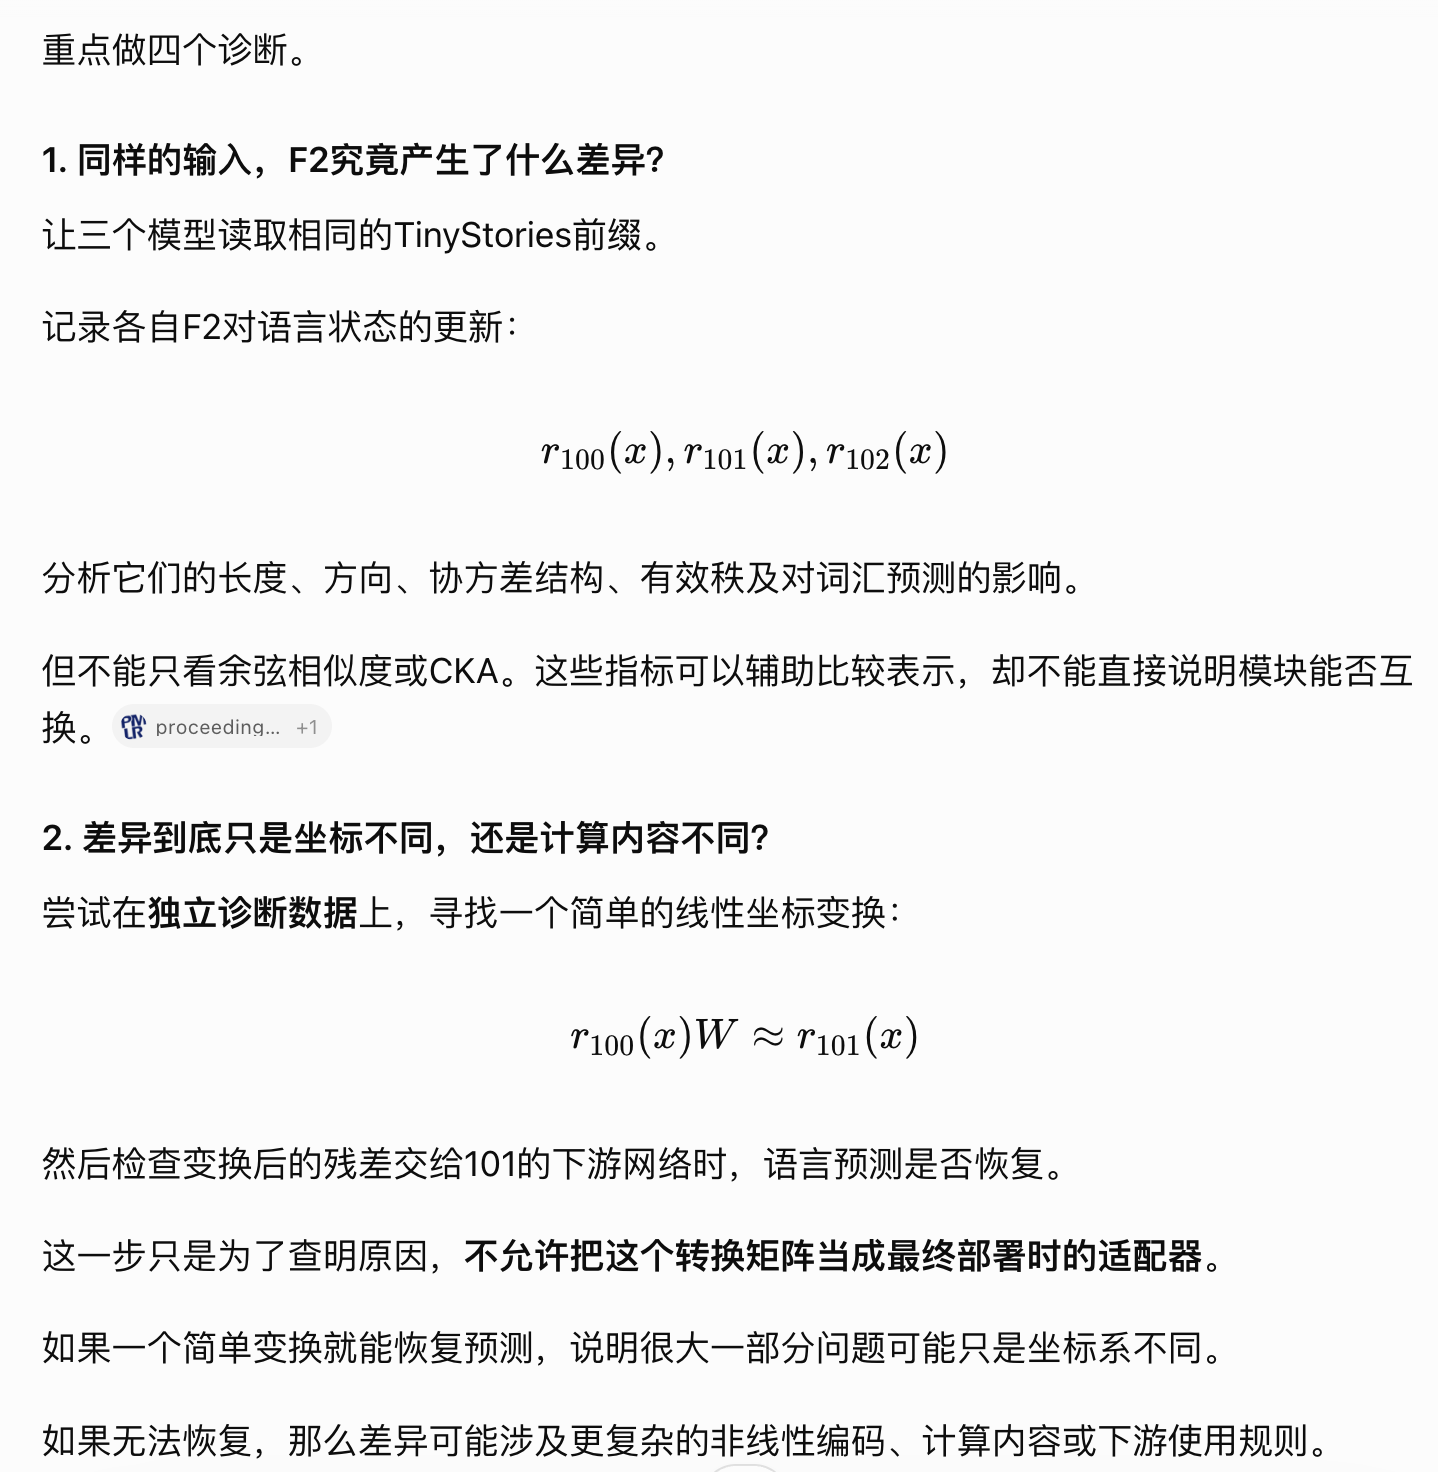 重点做四个诊断。
1. 同样的输入，F2究竟产生了什么差异?
让三个模型读取相同的TinyStories前缀。
记录各自F2对语言状态的更新：
r₁₀₀(x), r₁₀₁(x), r₁₀₂(x)
分析它们的长度、方向、协方差结构、有效秩及对词汇预测的影响。
但不能只看余弦相似度或CKA。这些指标可以辅助比较表示，却不能直接说明模块能否互
换。 PMLR proceeding... +1
2. 差异到底只是坐标不同，还是计算内容不同?
尝试在独立诊断数据上，寻找一个简单的线性坐标变换：
r₁₀₀(x)W ≈ r₁₀₁(x)
然后检查变换后的残差交给101的下游网络时，语言预测是否恢复。
这一步只是为了查明原因，不允许把这个转换矩阵当成最终部署时的适配器。
如果一个简单变换就能恢复预测，说明很大一部分问题可能只是坐标系不同。
如果无法恢复，那么差异可能涉及更复杂的非线性编码、计算内容或下游使用规则。